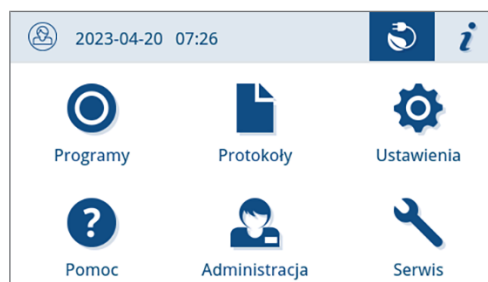 2023-04-20 07:26
Programy Protokoły Ustawienia
Pomoc Administracja Serwis